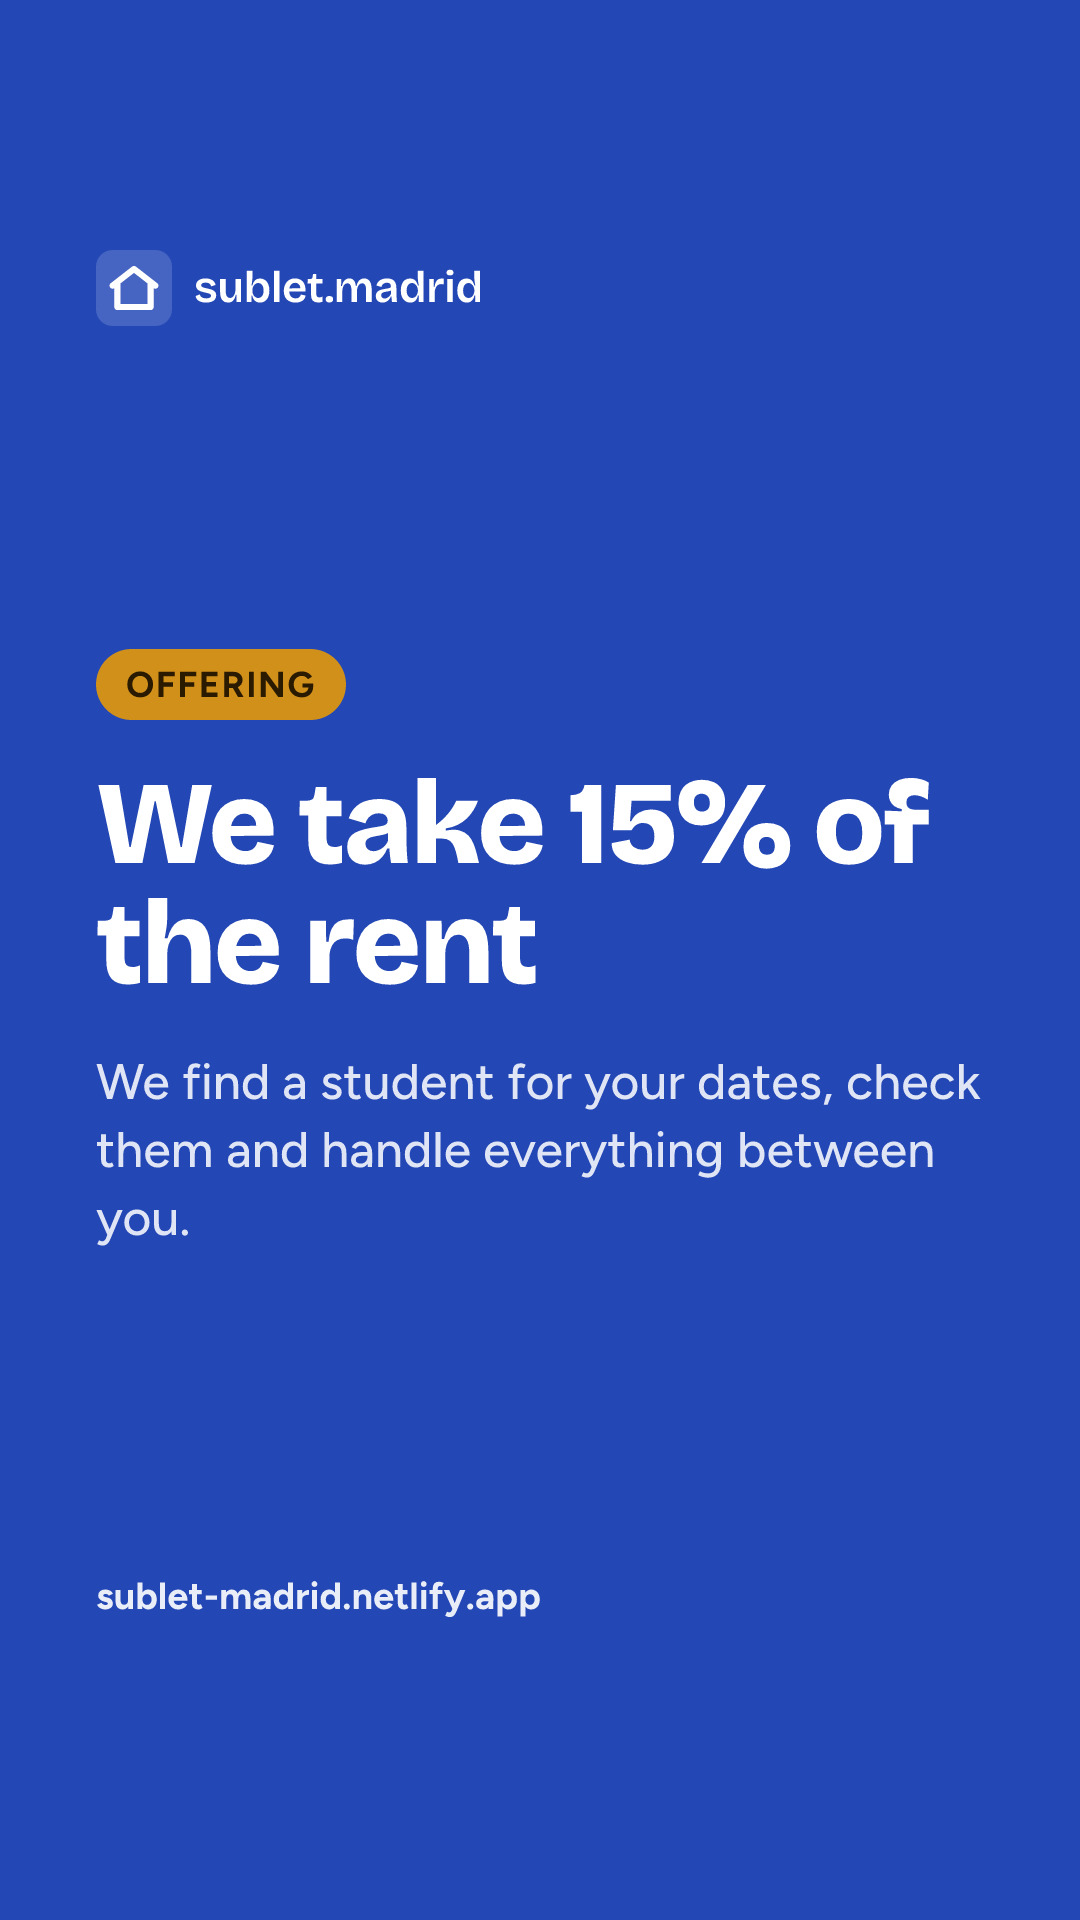 sublet.madrid
OFFERING
We take 15% of
the rent
We find a student for your dates, check
them and handle everything between
you.
sublet-madrid.netlify.app